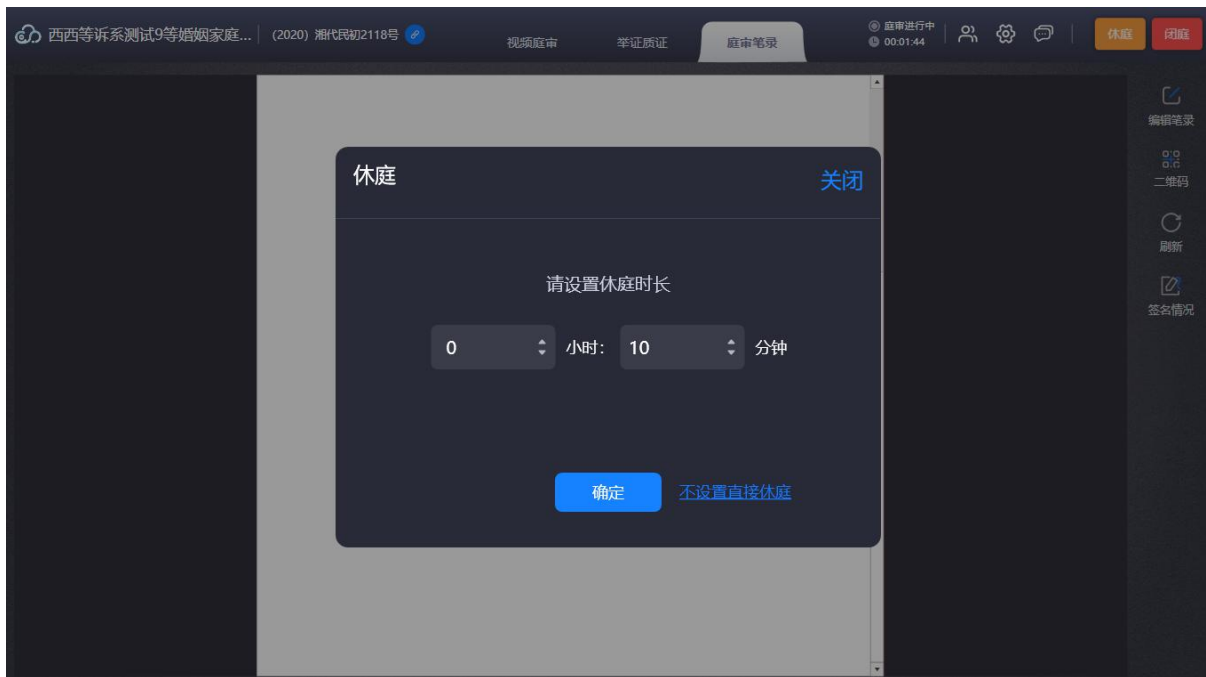 西西等诉系测试9等婚姻家庭... (2020) 湘代民初2118号 视频庭审 举证质证 庭审笔录 庭审进行中 休庭 闭庭
00:01:44
编辑笔录
二维码
刷新
签名情况
休庭 关闭
请设置休庭时长
0 小时: 10 分钟
确定 不设置直接休庭